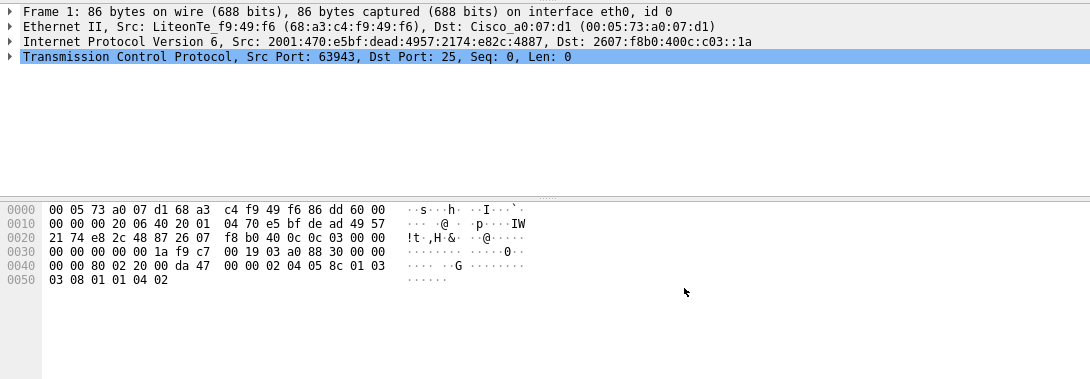 Frame 1: 86 bytes on wire (688 bits), 86 bytes captured (688 bits) on interface eth0, id 0
Ethernet II, Src: LiteonTe_f9:49:f6 (68:a3:c4:f9:49:f6), Dst: Cisco_a0:07:d1 (00:05:73:a0:07:d1)
Internet Protocol Version 6, Src: 2001:470:e5bf:dead:4957:2174:e82c:4887, Dst: 2607:f8b0:400c:c03::1a
Transmission Control Protocol, Src Port: 63943, Dst Port: 25, Seq: 0, Len: 0
0000 00 05 73 a0 07 d1 68 a3 c4 f9 49 f6 86 dd 60 00 ··s···h· ··I···`·
0010 00 00 00 20 06 40 20 01 04 70 e5 bf de ad 49 57 ··· ·@ · ·p····IW
0020 21 74 e8 2c 48 87 26 07 f8 b0 40 0c 0c 03 00 00 !t·,H·&· ··@·····
0030 00 00 00 00 00 1a f9 c7 00 19 03 a0 88 30 00 00 ········ ·····0··
0040 00 00 80 02 20 00 da 47 00 00 02 04 05 8c 01 03 ···· ··G ········
0050 03 08 01 01 04 02 ······